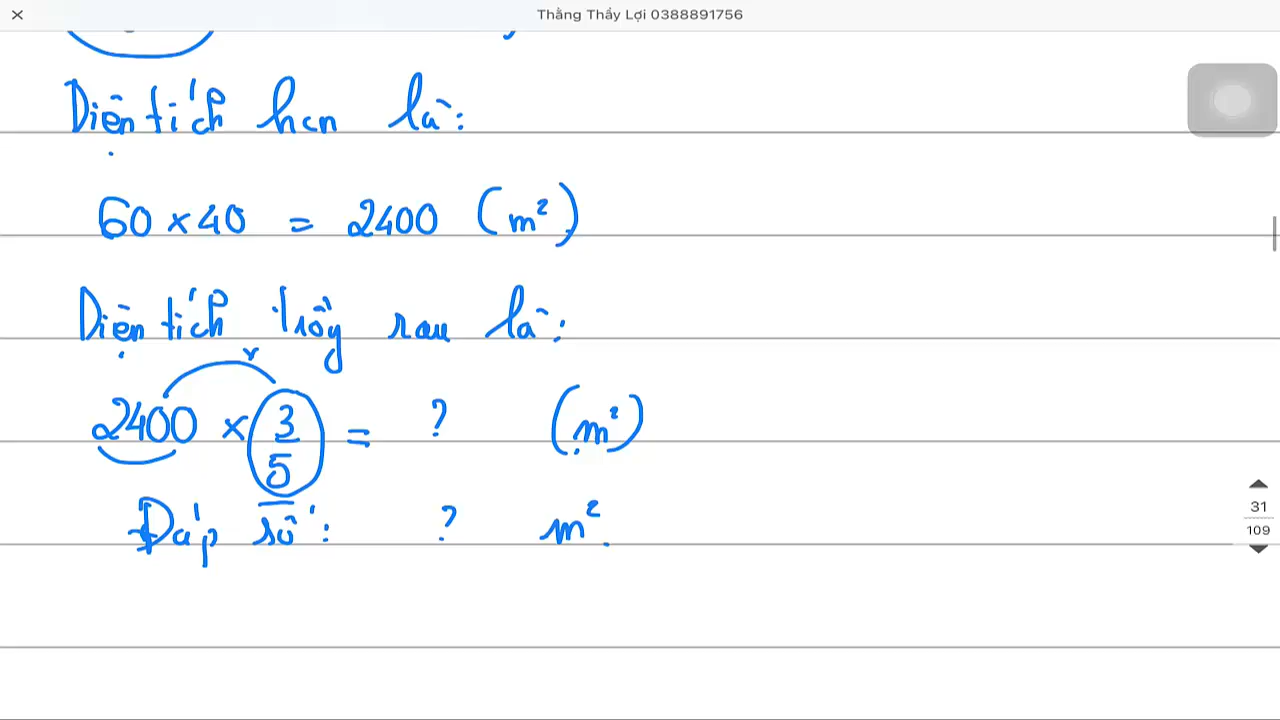 Thằng Thầy Lợi 0388891756
Diện tích hcn là:
60 × 40 = 2400 (m²)
Diện tích trồng rau là:
2400 × 3/5 = ? (m²)
Đáp số: ? m².
31
109